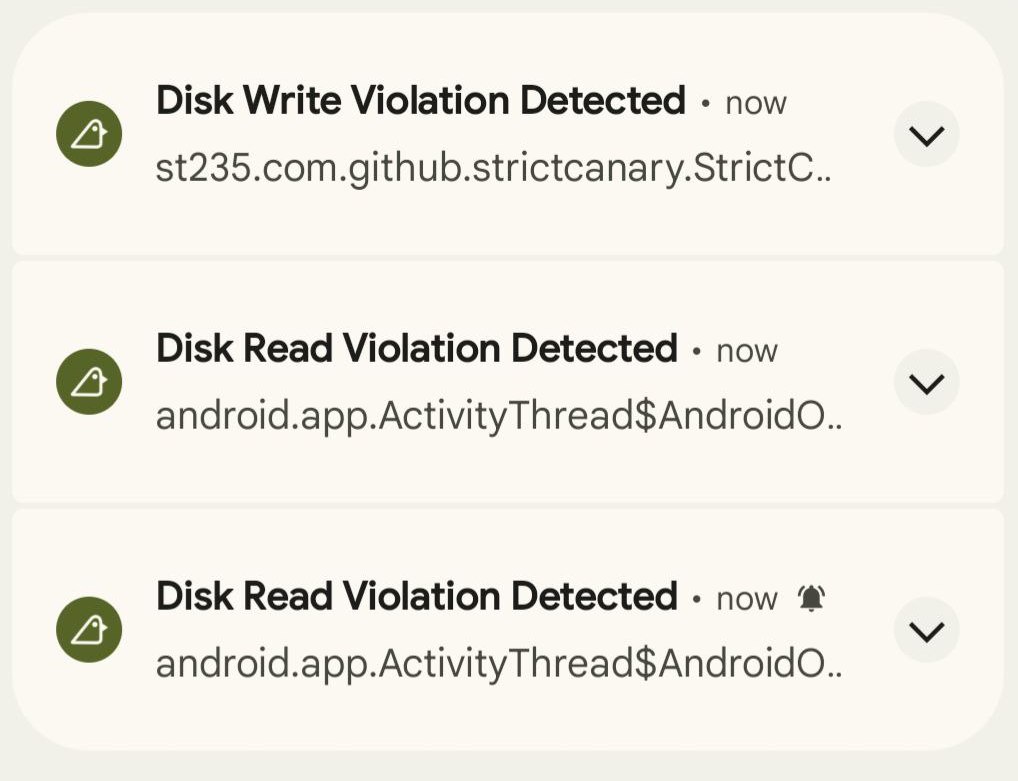 Disk Write Violation Detected • now
st235.com.github.strictcanary.StrictC..
Disk Read Violation Detected • now
android.app.ActivityThread$AndroidO..
Disk Read Violation Detected • now
android.app.ActivityThread$AndroidO..